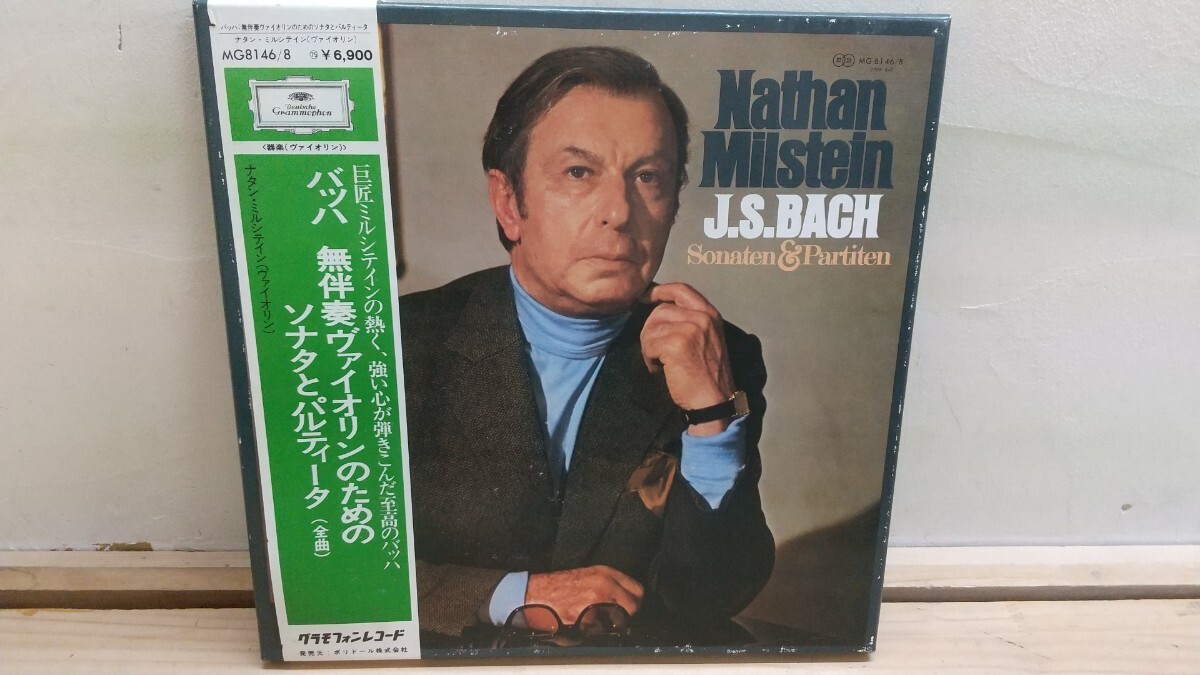 バッハ:無伴奏ヴァイオリンのためのソナタとパルティータ
ナタン・ミルシテイン(ヴァイオリン)
MG8146/8 ¥6,900
Deutsche
Grammophon
<器楽(ヴァイオリン)>
巨匠ミルシテインの熱く、強い心が弾きこんだ至高のバッハ
バッハ 無伴奏ヴァイオリンのための
ソナタとパルティータ(全曲)
ナタン・ミルシテイン(ヴァイオリン)
グラモフォンレコード
発売元:ポリドール株式会社
MG 8146/8
Nathan
Milstein
J.S.BACH
Sonaten & Partiten